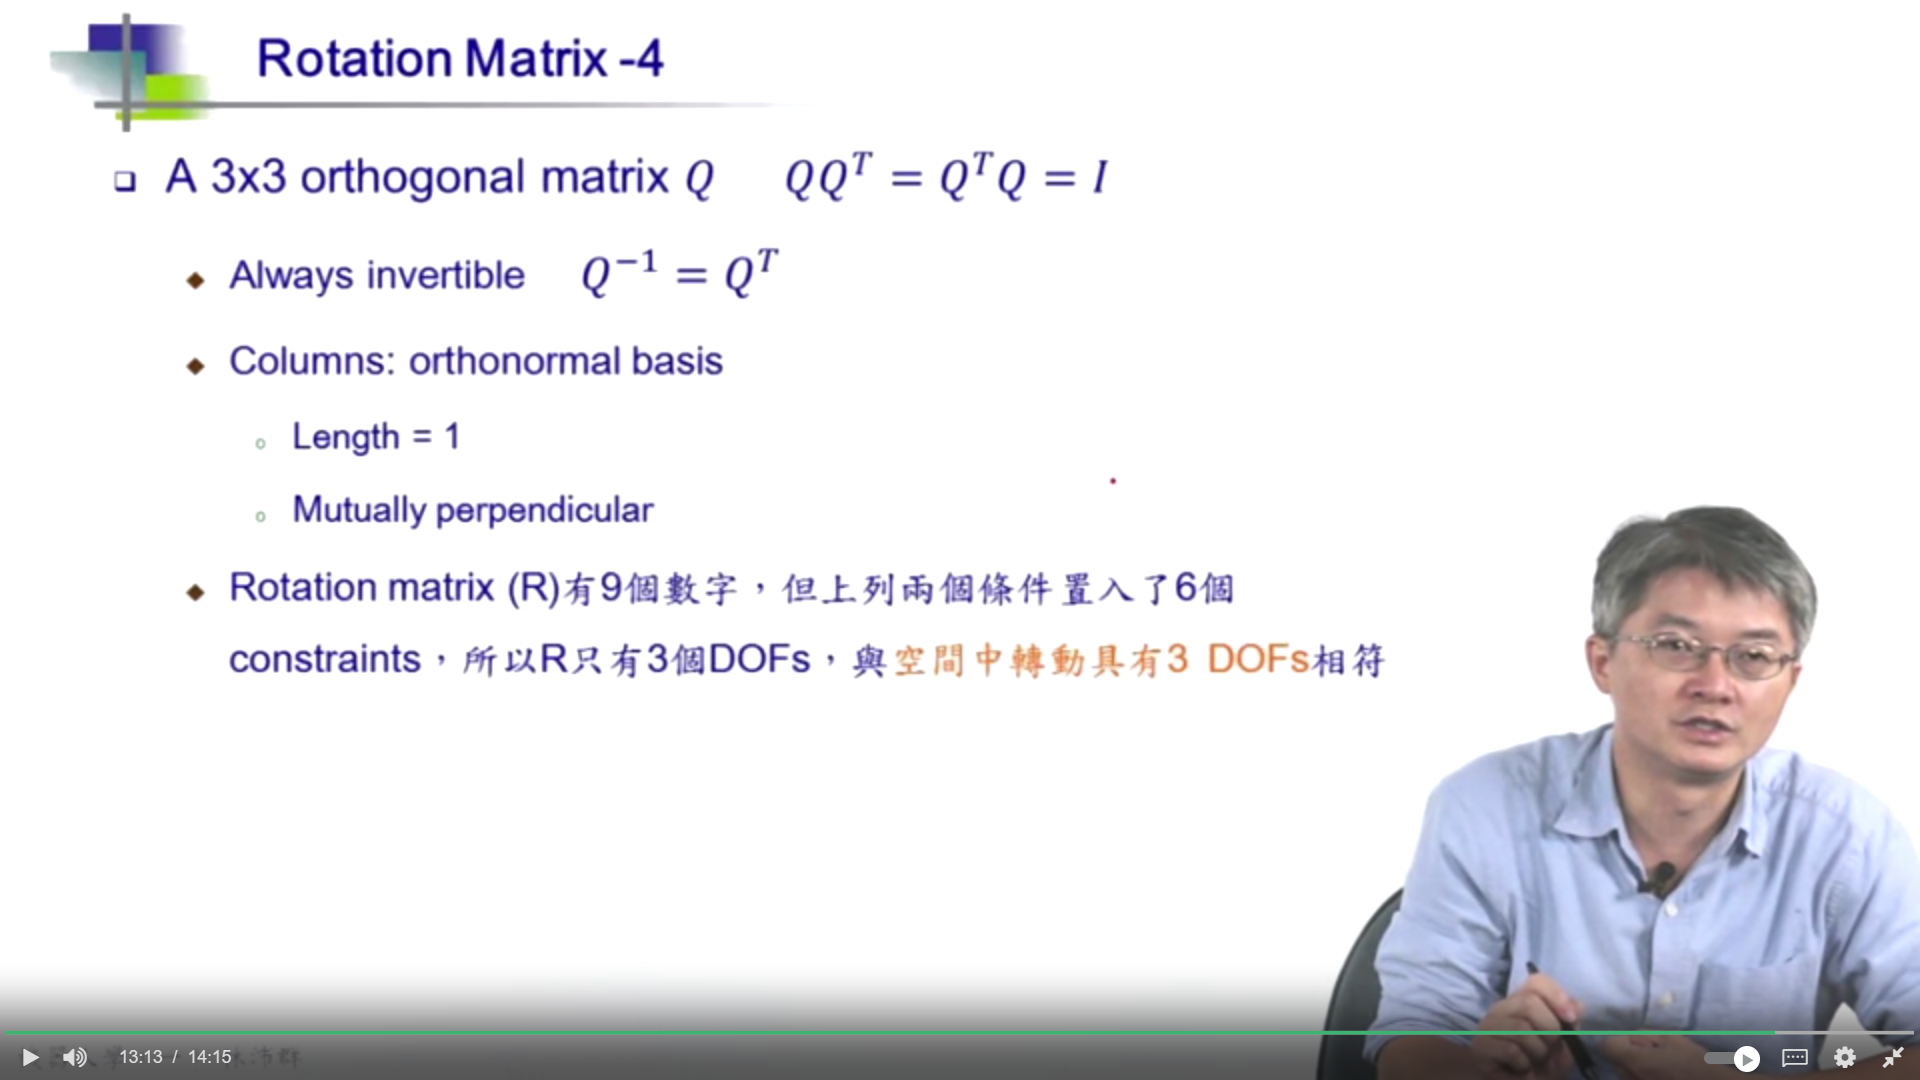 Rotation Matrix -4
A 3x3 orthogonal matrix Q QQᵀ = QᵀQ = I
Always invertible Q⁻¹ = Qᵀ
Columns: orthonormal basis
Length = 1
Mutually perpendicular
Rotation matrix (R)有9個數字，但上列兩個條件置入了6個
constraints，所以R只有3個DOFs，與空間中轉動具有3 DOFs相符
13:13 / 14:15